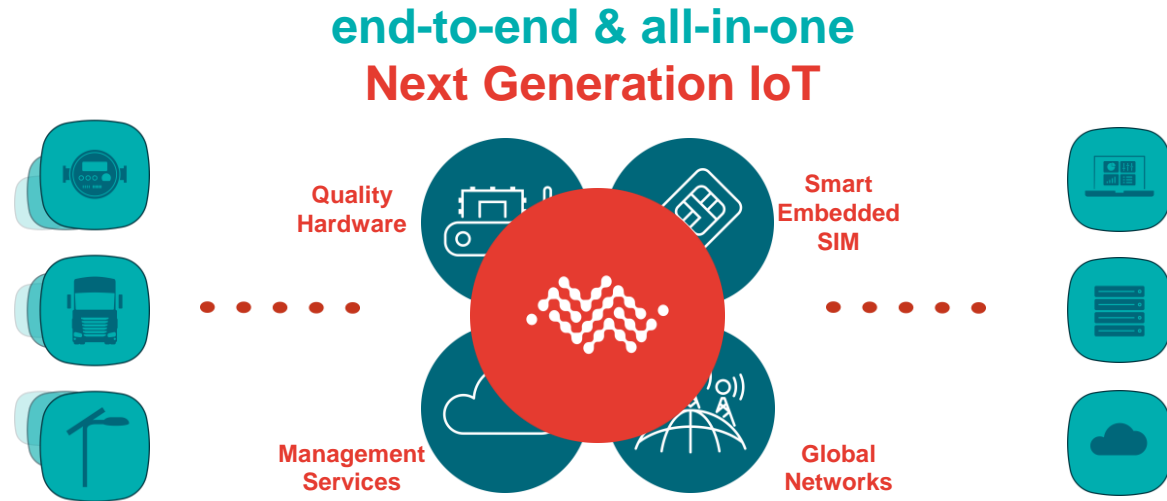 end-to-end & all-in-one
Next Generation IoT
Quality
Hardware
Smart
Embedded
SIM
Management
Services
Global
Networks